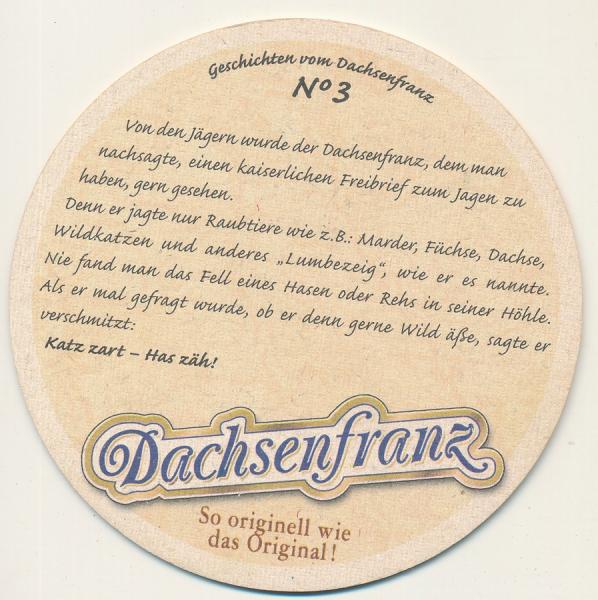 Geschichten vom Dachsenfranz
No 3
Von den Jägern wurde der Dachsenfranz, dem man
nachsagte, einen kaiserlichen Freibrief zum Jagen zu
haben, gern gesehen.
Denn er jagte nur Raubtiere wie z.B.: Marder, Füchse, Dachse,
Wildkatzen und anderes „Lumbezeig“, wie er es nannte.
Nie fand man das Fell eines Hasen oder Rehs in seiner Höhle.
Als er mal gefragt wurde, ob er denn gerne Wild äße, sagte er
verschmitzt:
Katz zart – Has zäh!
Dachsenfranz
So originell wie
das Original!